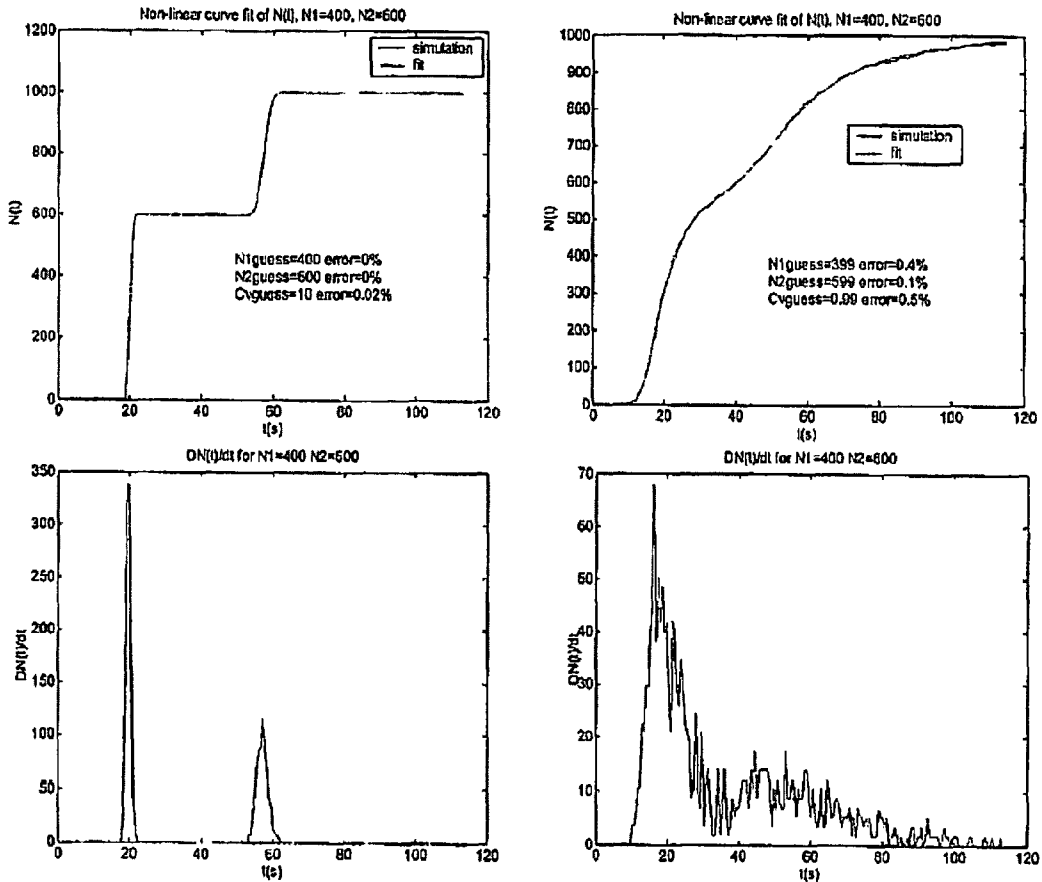 Non-linear curve fit of N(t), N1=400, N2=600
1200
1000
800
600
400
200
0
N(t)
simulation
fit
N1guess=400 error=0%
N2guess=600 error=0%
Cvguess=10 error=0.02%
0 20 40 60 80 100 120
t(s)
Non-linear curve fit of N(t), N1=400, N2=600
1000
900
800
700
600
500
400
300
200
100
0
N(t)
simulation
fit
N1guess=399 error=0.4%
N2guess=599 error=0.1%
Cvguess=0.99 error=0.5%
0 20 40 60 80 100 120
t(s)
DN(t)/dt for N1=400 N2=600
350
300
250
200
150
100
50
0
DN(t)/dt
0 20 40 60 80 100 120
t(s)
DN(t)/dt for N1=400 N2=600
70
60
50
40
30
20
10
0
DN(t)/dt
0 20 40 60 80 100 120
t(s)